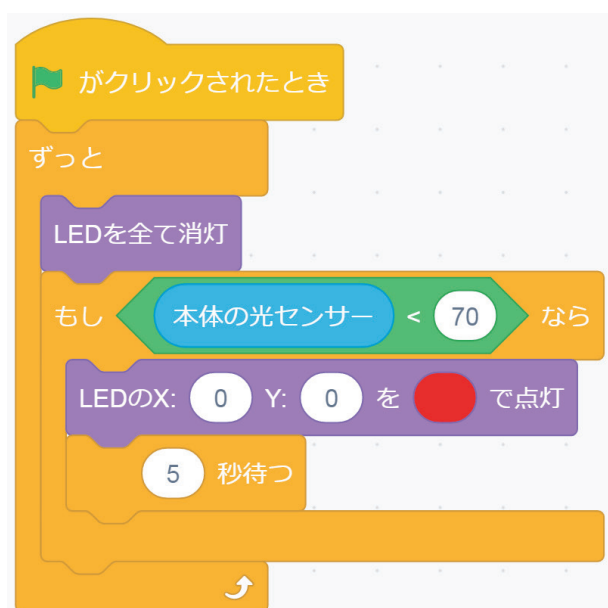 がクリックされたとき
ずっと
LEDを全て消灯
もし 本体の光センサー < 70 なら
LEDのX: 0 Y: 0 を で点灯
5 秒待つ